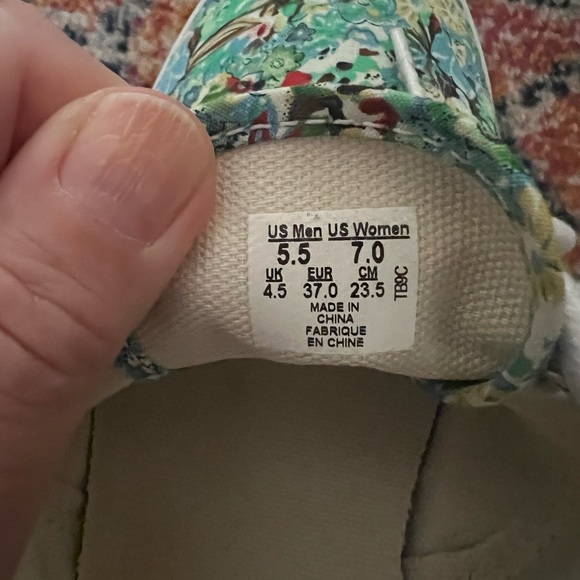 US Men US Women
5.5 7.0
UK EUR CM
4.5 37.0 23.5
TB9C
MADE IN
CHINA
FABRIQUE
EN CHINE